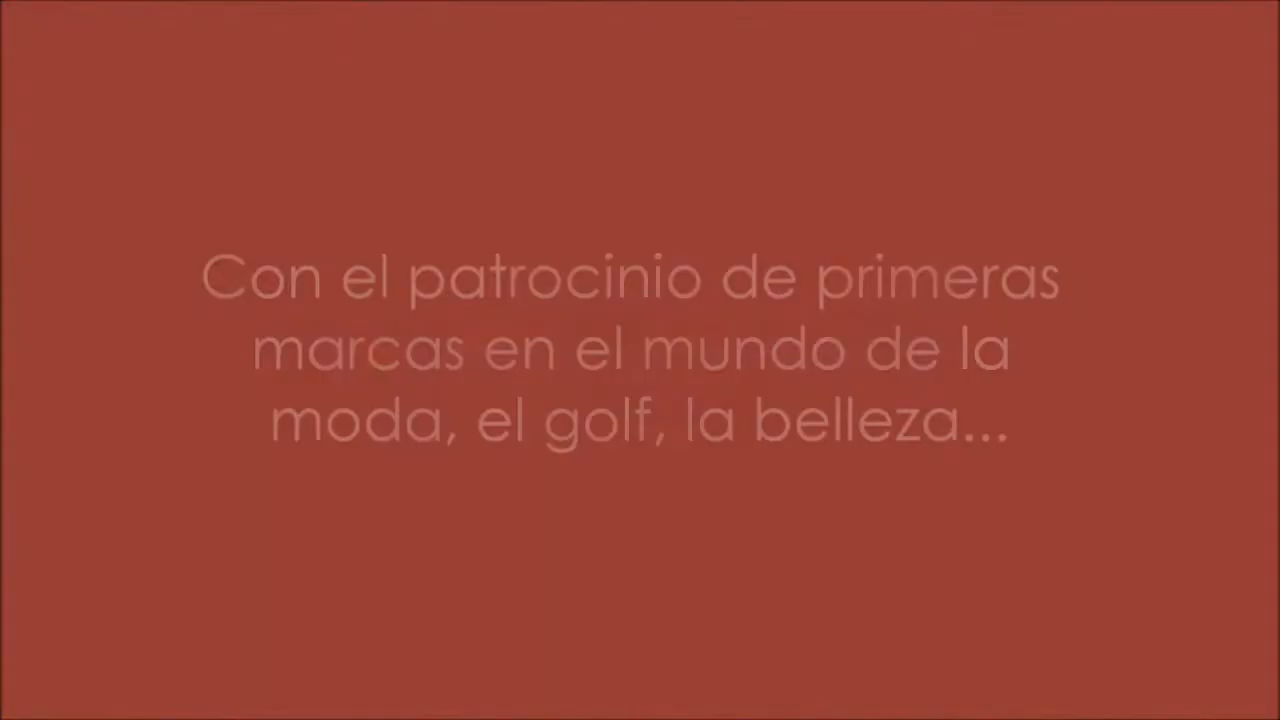 Con el patrocinio de primeras
marcas en el mundo de la
moda, el golf, la belleza...